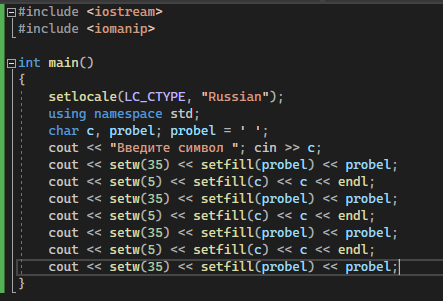 #include <iostream>
#include <iomanip>
int main()
{
setlocale(LC_CTYPE, "Russian");
using namespace std;
char c, probel; probel = ' ';
cout << "Введите символ "; cin >> c;
cout << setw(35) << setfill(probel) << probel;
cout << setw(5) << setfill(c) << c << endl;
cout << setw(35) << setfill(probel) << probel;
cout << setw(5) << setfill(c) << c << endl;
cout << setw(35) << setfill(probel) << probel;
cout << setw(5) << setfill(c) << c << endl;
cout << setw(35) << setfill(probel) << probel;
}